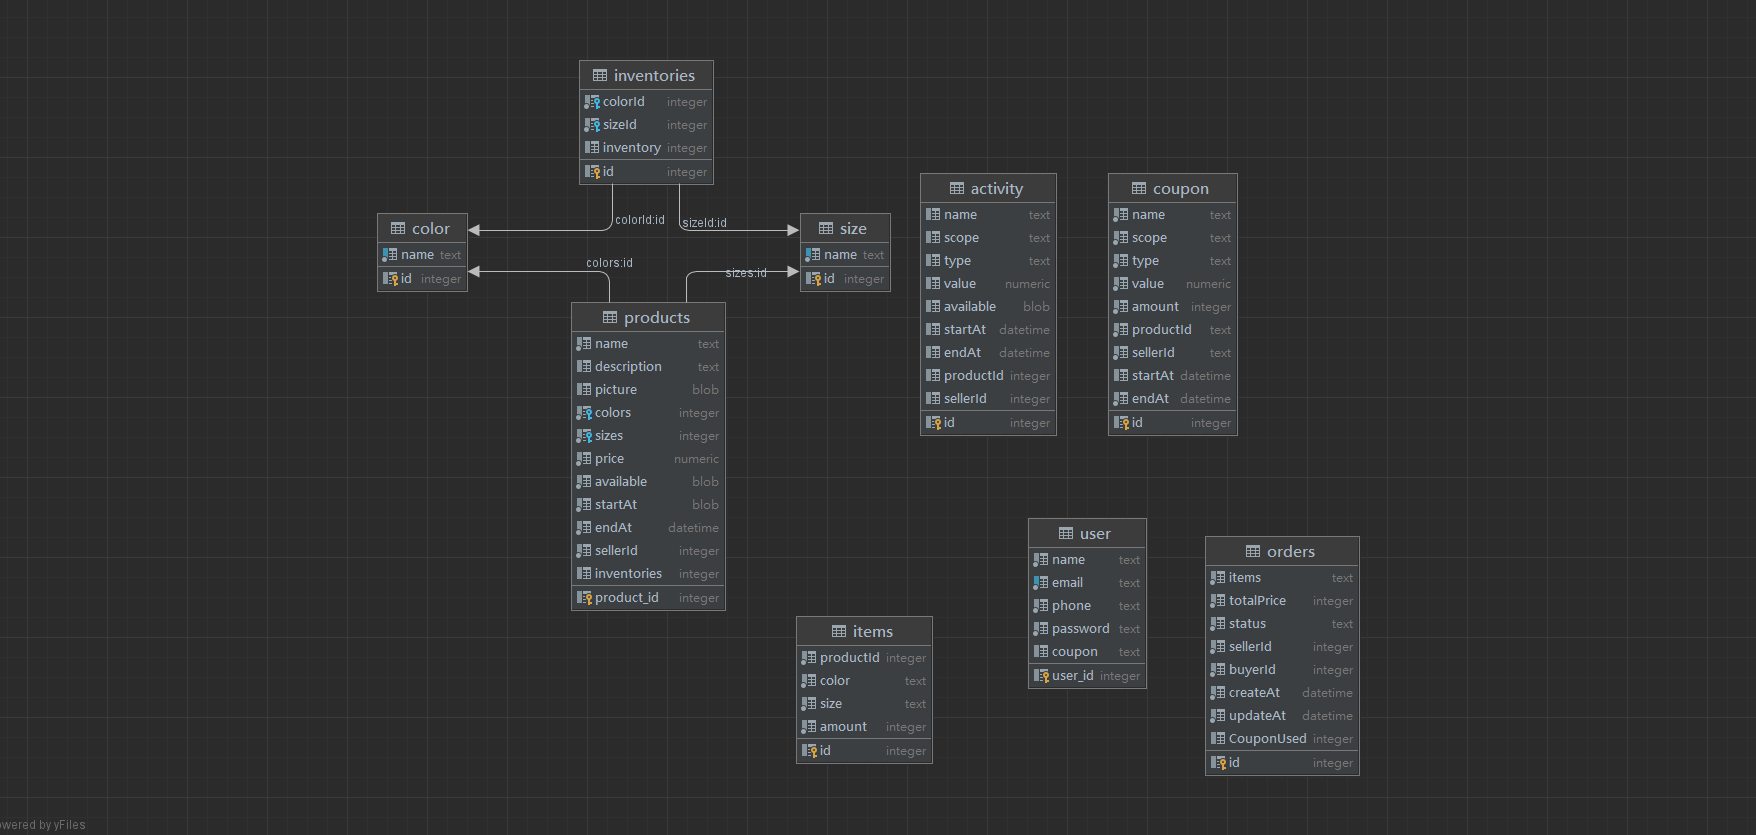 inventories
colorId integer
sizeId integer
inventory integer
id integer
colorId:id
sizeId:id
color
name text
id integer
size
name text
id integer
colors:id
sizes:id
products
name text
description text
picture blob
colors integer
sizes integer
price numeric
available blob
startAt blob
endAt datetime
sellerId integer
inventories integer
product_id integer
activity
name text
scope text
type text
value numeric
available blob
startAt datetime
endAt datetime
productId integer
sellerId integer
id integer
coupon
name text
scope text
type text
value numeric
amount integer
productId text
sellerId text
startAt datetime
endAt datetime
id integer
user
name text
email text
phone text
password text
coupon text
user_id integer
orders
items text
totalPrice integer
status text
sellerId integer
buyerId integer
createAt datetime
updateAt datetime
CouponUsed integer
id integer
items
productId integer
color text
size text
amount integer
id integer
owered by yFiles